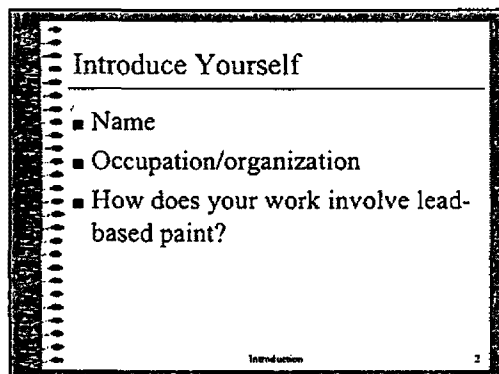 Introduce Yourself
■ Name
■ Occupation/organization
■ How does your work involve lead-
based paint?
Introduction
2